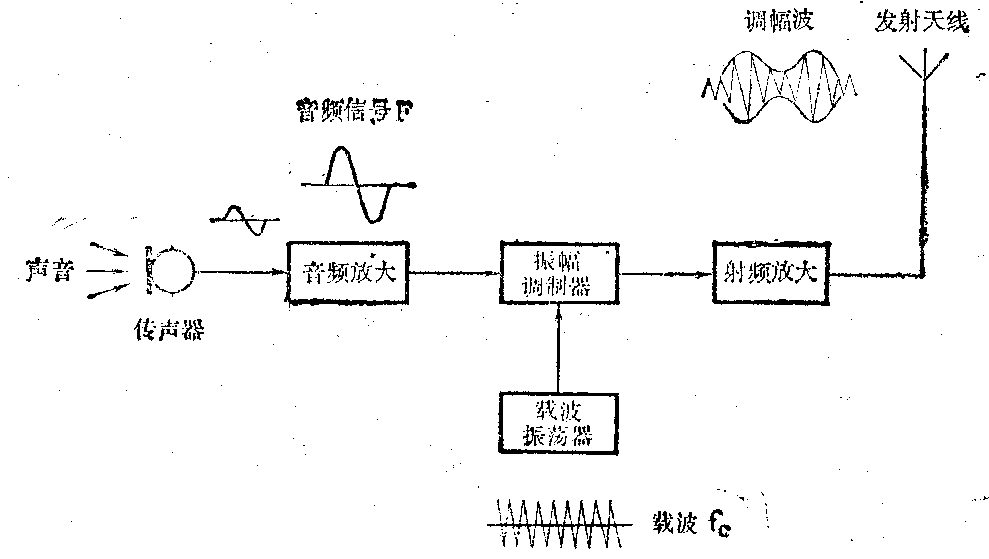 调幅波
发射天线
音频信号F
声音
传声器
音频放大
振幅
调制器
射频放大
载波
振荡器
载波 fc